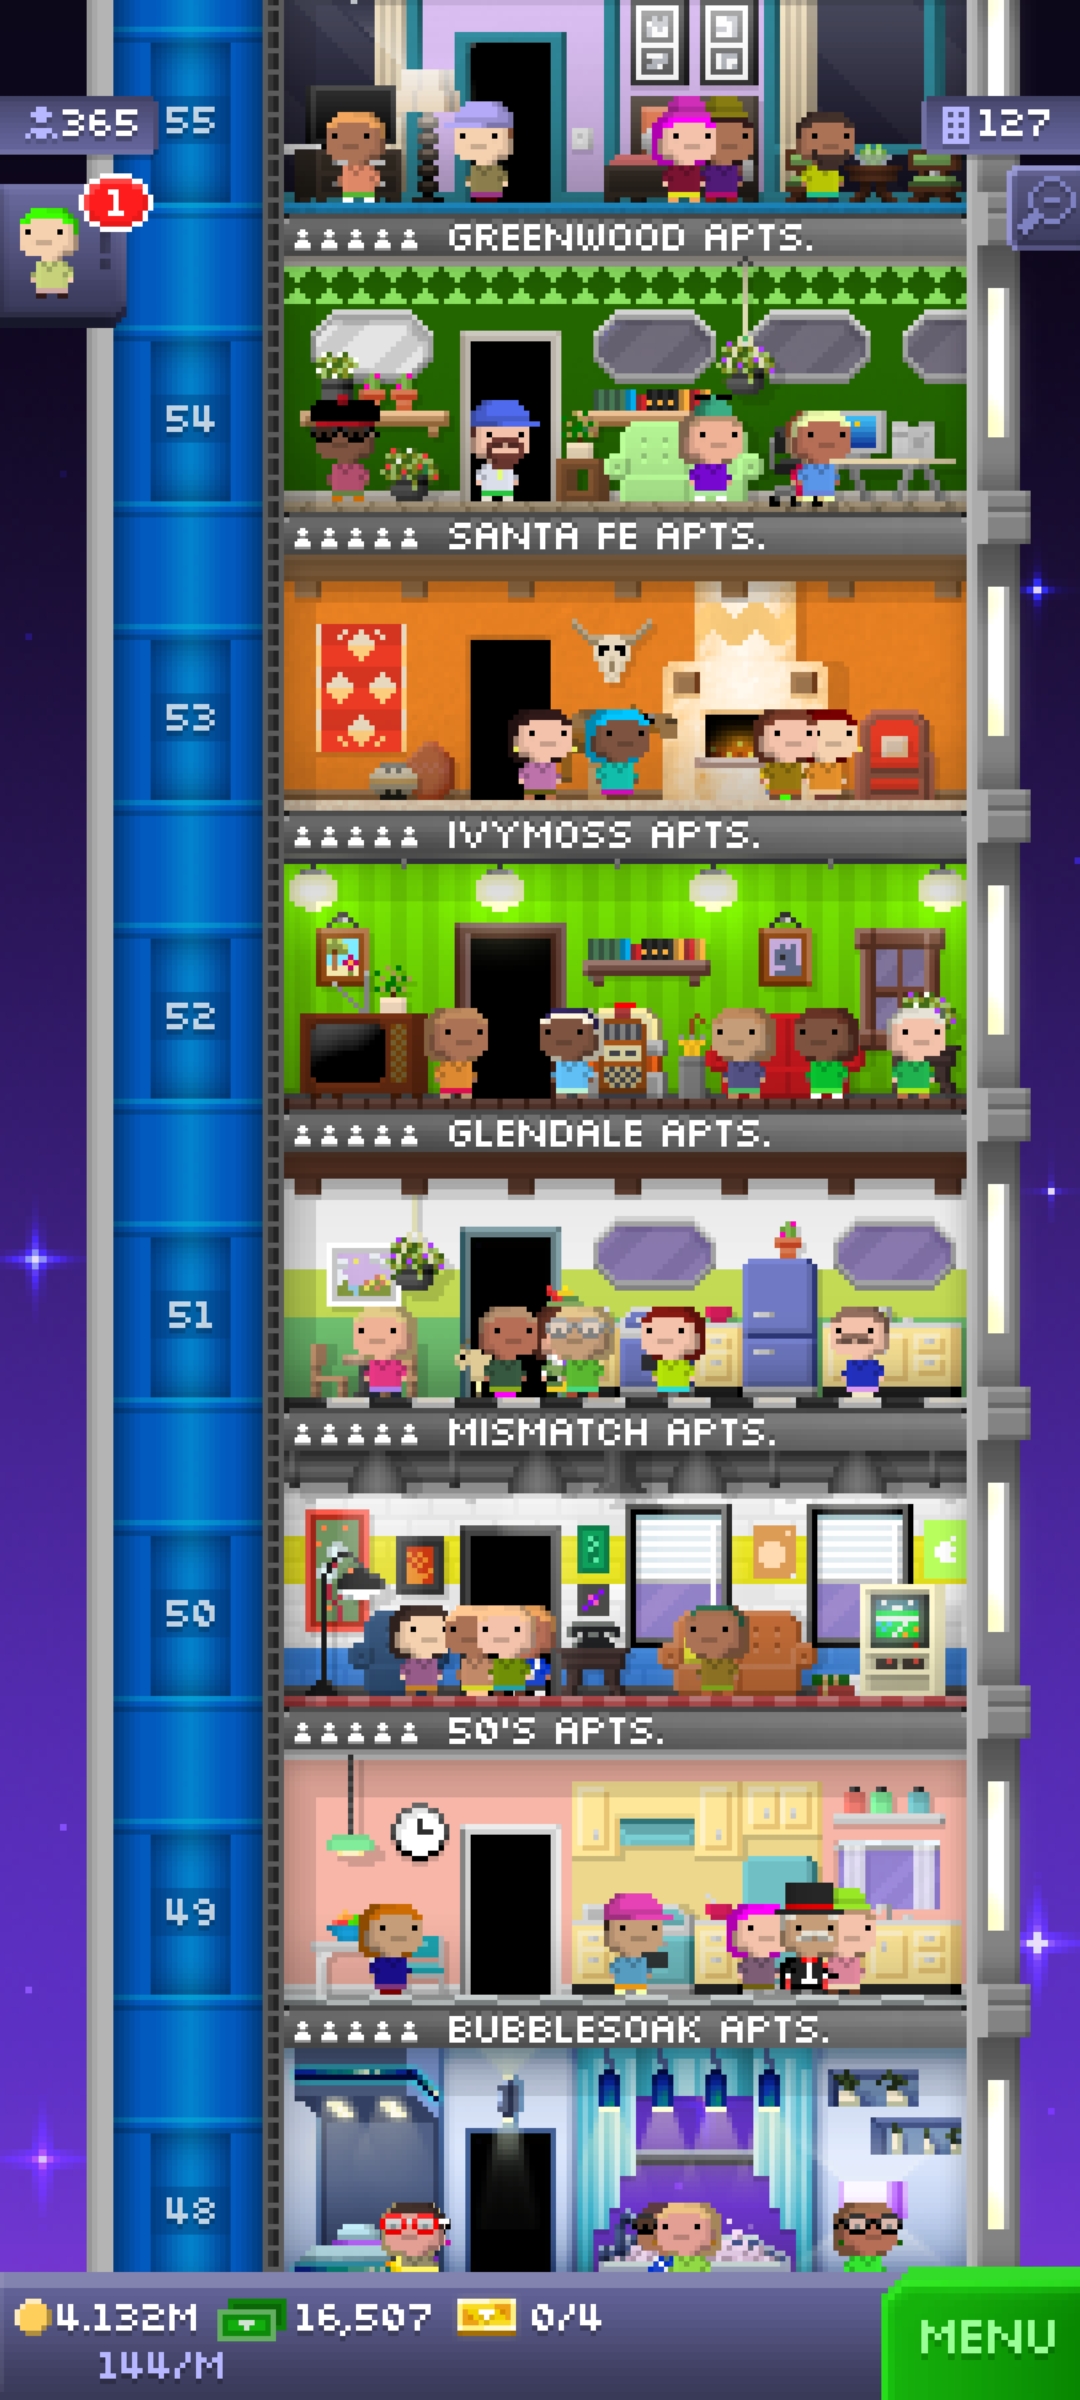 365
55
127
1
!
GREENWOOD APTS.
54
SANTA FE APTS.
53
IVYMOSS APTS.
52
GLENDALE APTS.
51
MISMATCH APTS.
50
50'S APTS.
49
BUBBLESOAK APTS.
48
4.132M 16,507 0/4
144/M
MENU